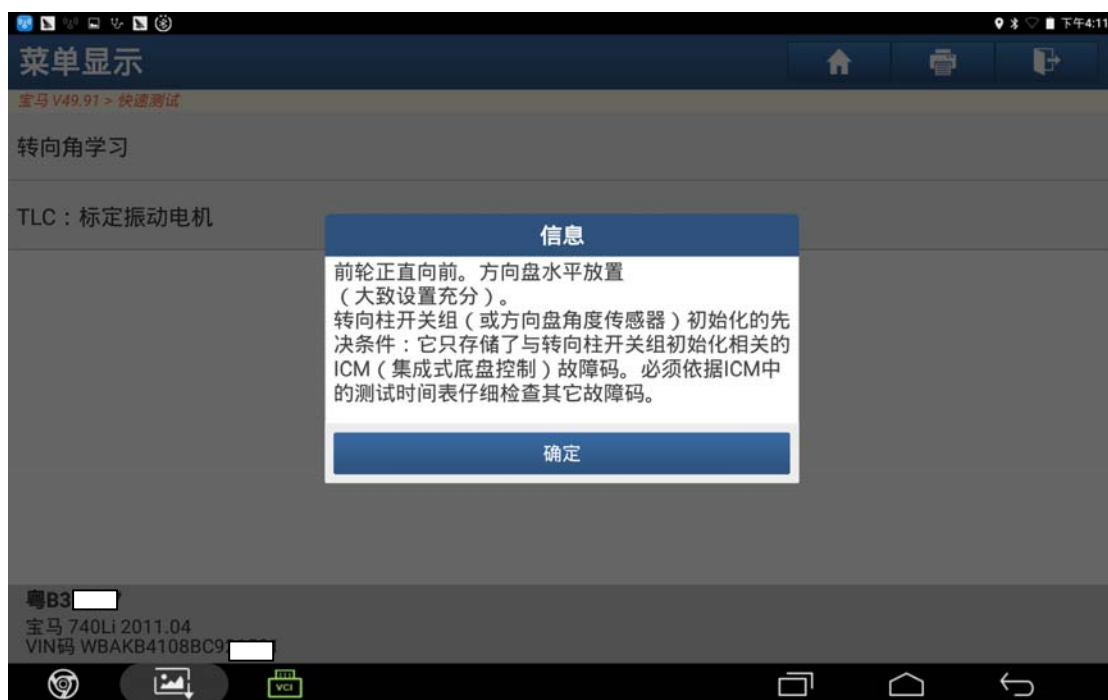 下午4:11
菜单显示
宝马 V49.91 > 快速测试
转向角学习
TLC：标定振动电机
信息
前轮正直向前。方向盘水平放置
（大致设置充分）。
转向柱开关组（或方向盘角度传感器）初始化的先
决条件：它只存储了与转向柱开关组初始化相关的
ICM（集成式底盘控制）故障码。必须依据ICM中
的测试时间表仔细检查其它故障码。
确定
粤B3
宝马 740Li 2011.04
VIN码 WBAKB4108BC9
VCI